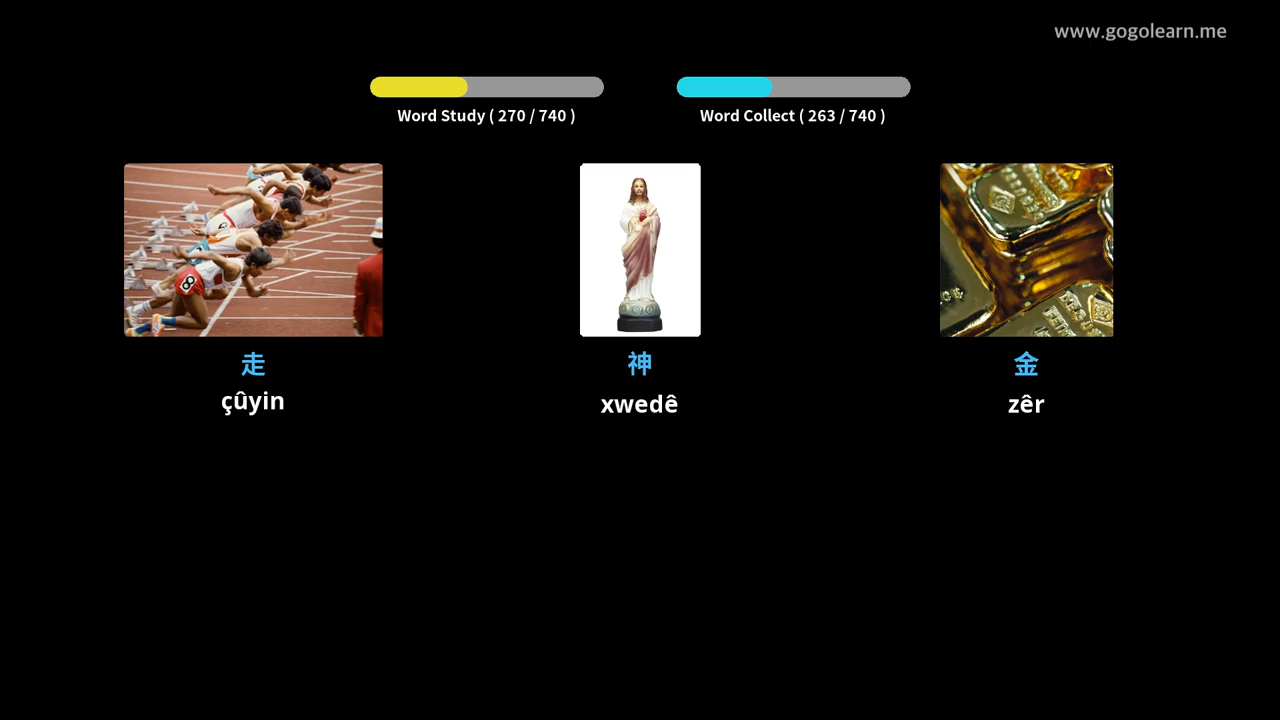 www.gogolearn.me
Word Study ( 270 / 740 )
Word Collect ( 263 / 740 )
走
神
金
çûyin
xwedê
zêr